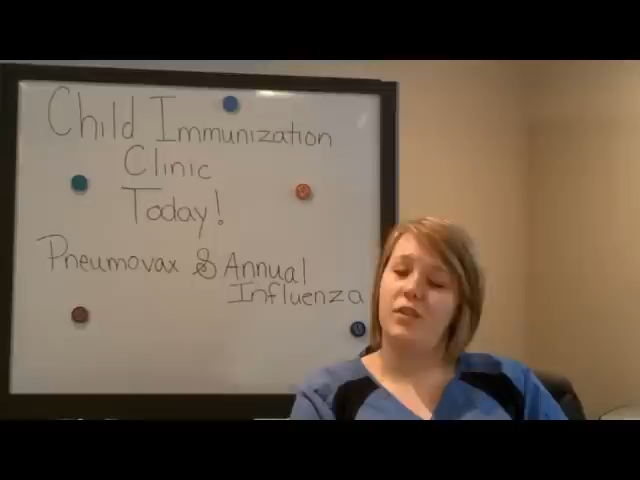 Child Immunization
Clinic
Today!
Pneumovax & Annual
Influenza